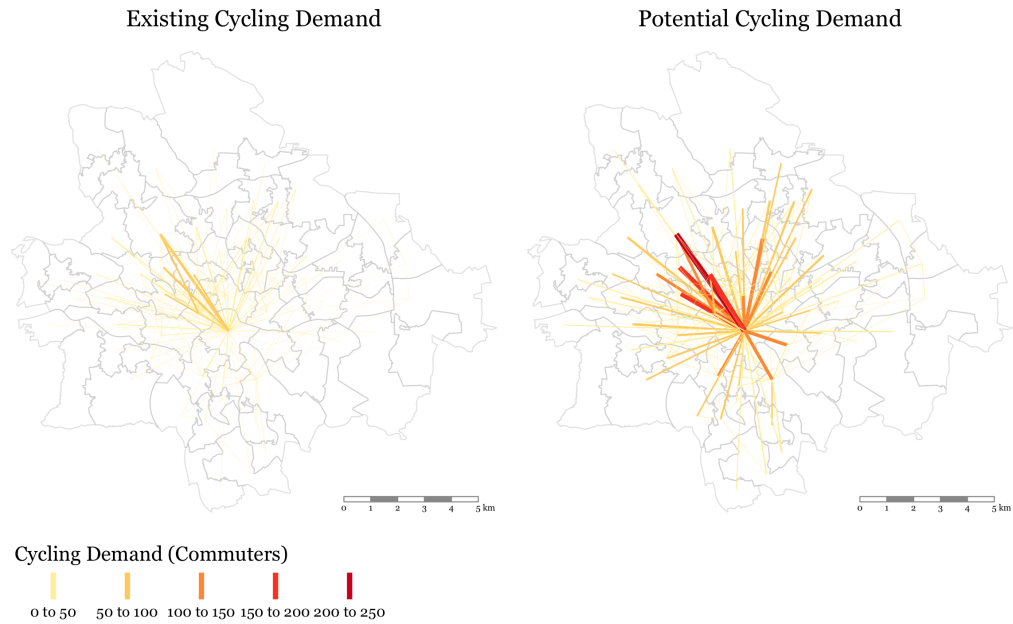 Existing Cycling Demand
Potential Cycling Demand
0 1 2 3 4 5 km
0 1 2 3 4 5 km
Cycling Demand (Commuters)
0 to 50 50 to 100 100 to 150 150 to 200 200 to 250